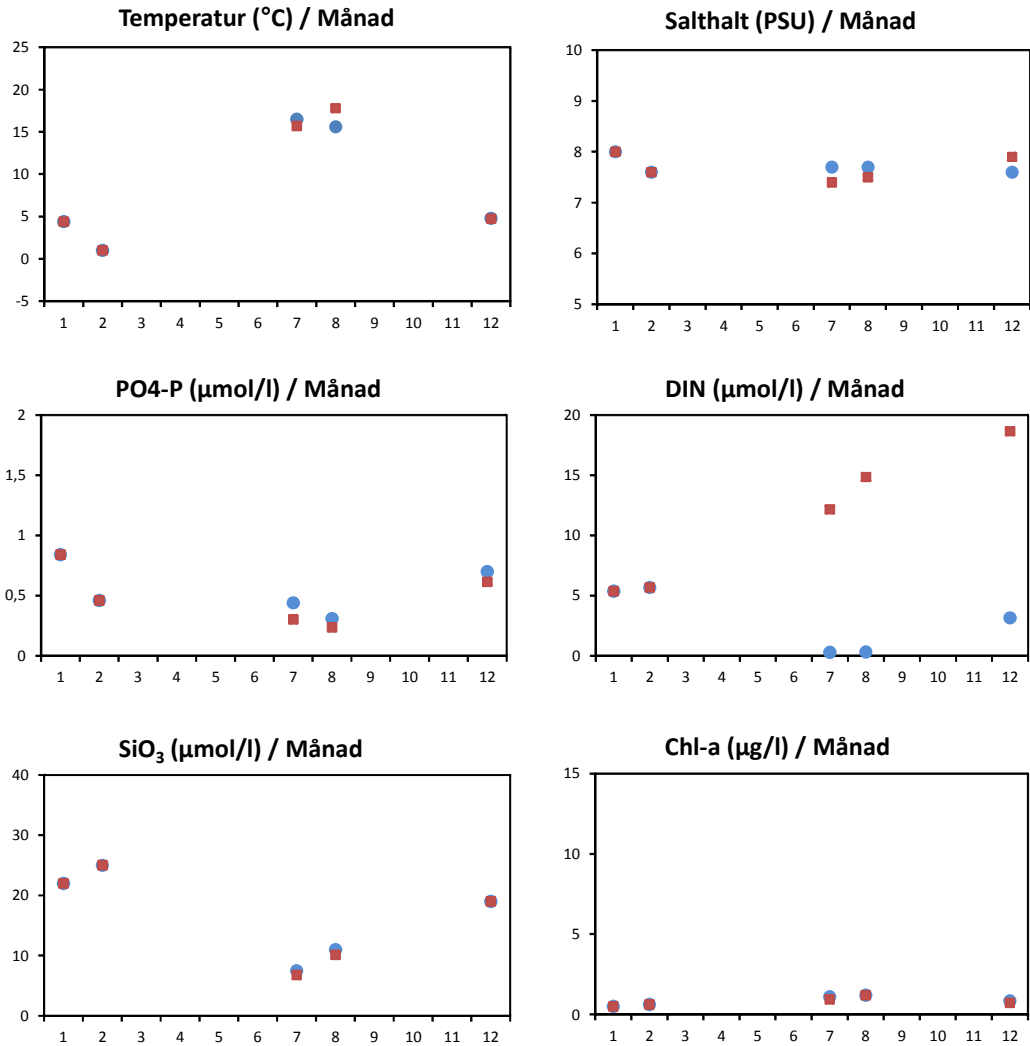 Temperatur (°C) / Månad
25
20
15
10
5
0
-5
1 2 3 4 5 6 7 8 9 10 11 12
Salthalt (PSU) / Månad
10
9
8
7
6
5
1 2 3 4 5 6 7 8 9 10 11 12
PO4-P (µmol/l) / Månad
2
1,5
1
0,5
0
1 2 3 4 5 6 7 8 9 10 11 12
DIN (µmol/l) / Månad
20
15
10
5
0
1 2 3 4 5 6 7 8 9 10 11 12
SiO₃ (µmol/l) / Månad
40
30
20
10
0
1 2 3 4 5 6 7 8 9 10 11 12
Chl-a (µg/l) / Månad
15
10
5
0
1 2 3 4 5 6 7 8 9 10 11 12